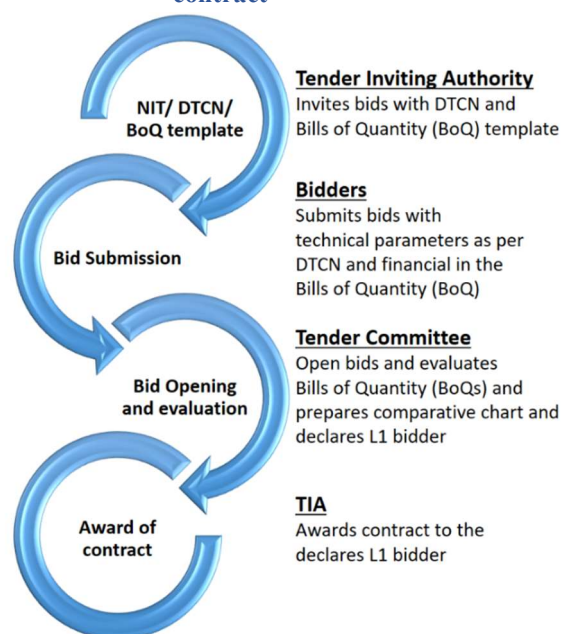 contract
NIT/ DTCN/
BoQ template
Tender Inviting Authority
Invites bids with DTCN and
Bills of Quantity (BoQ) template
Bid Submission
Bidders
Submits bids with
technical parameters as per
DTCN and financial in the
Bills of Quantity (BoQ)
Bid Opening
and evaluation
Tender Committee
Open bids and evaluates
Bills of Quantity (BoQs) and
prepares comparative chart and
declares L1 bidder
Award of
contract
TIA
Awards contract to the
declares L1 bidder